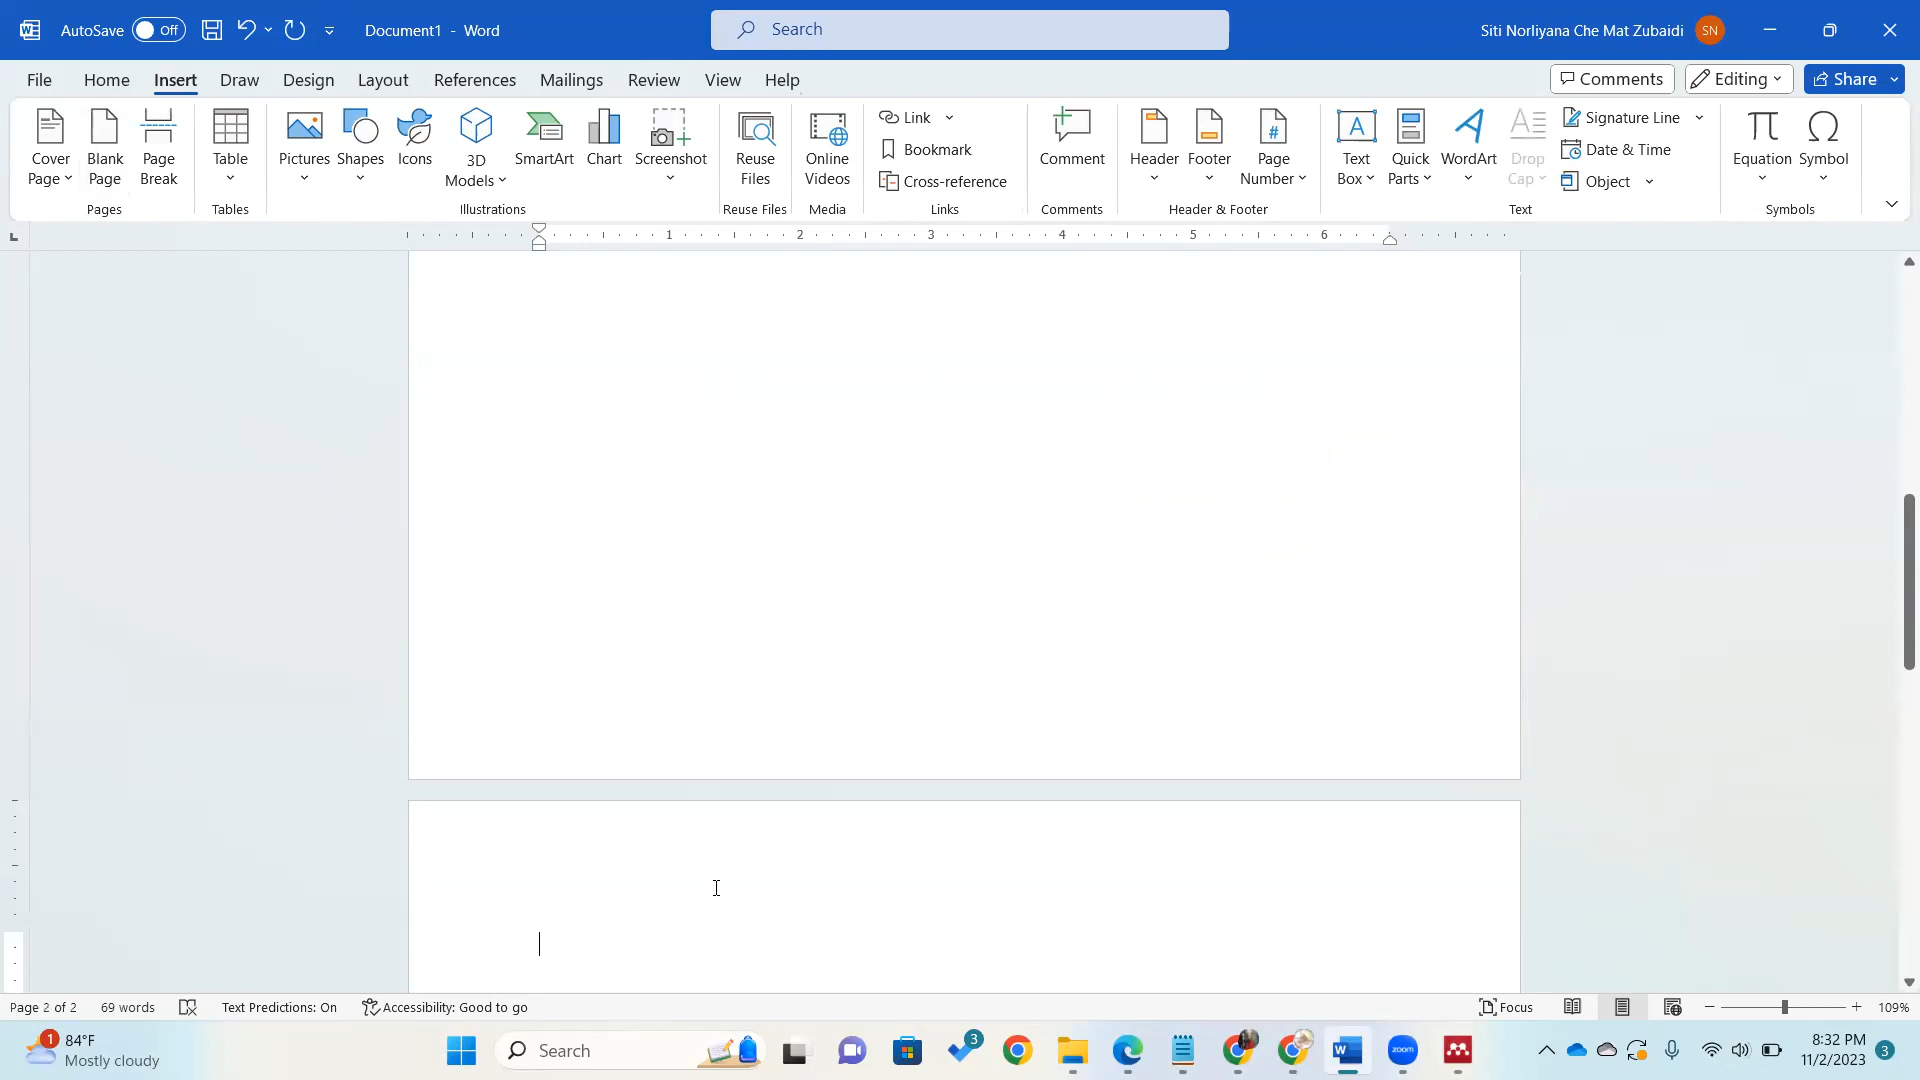 AutoSave Off Document1 - Word Search Siti Norliyana Che Mat Zubaidi SN
File Home Insert Draw Design Layout References Mailings Review View Help Comments Editing Share
Cover Page Blank Page Page Break Table Pictures Shapes Icons 3D Models SmartArt Chart Screenshot Reuse Files Online Videos Link Bookmark Cross-reference Comment Header Footer Page Number Text Box Quick Parts WordArt Drop Cap Signature Line Date & Time Object Equation Symbol
Pages Tables Illustrations Reuse Files Media Links Comments Header & Footer Text Symbols
1 2 3 4 5 6
Page 2 of 2 69 words Text Predictions: On Accessibility: Good to go Focus 109%
1 84°F
Mostly cloudy
Search 3 zoom
8:32 PM
11/2/2023 3